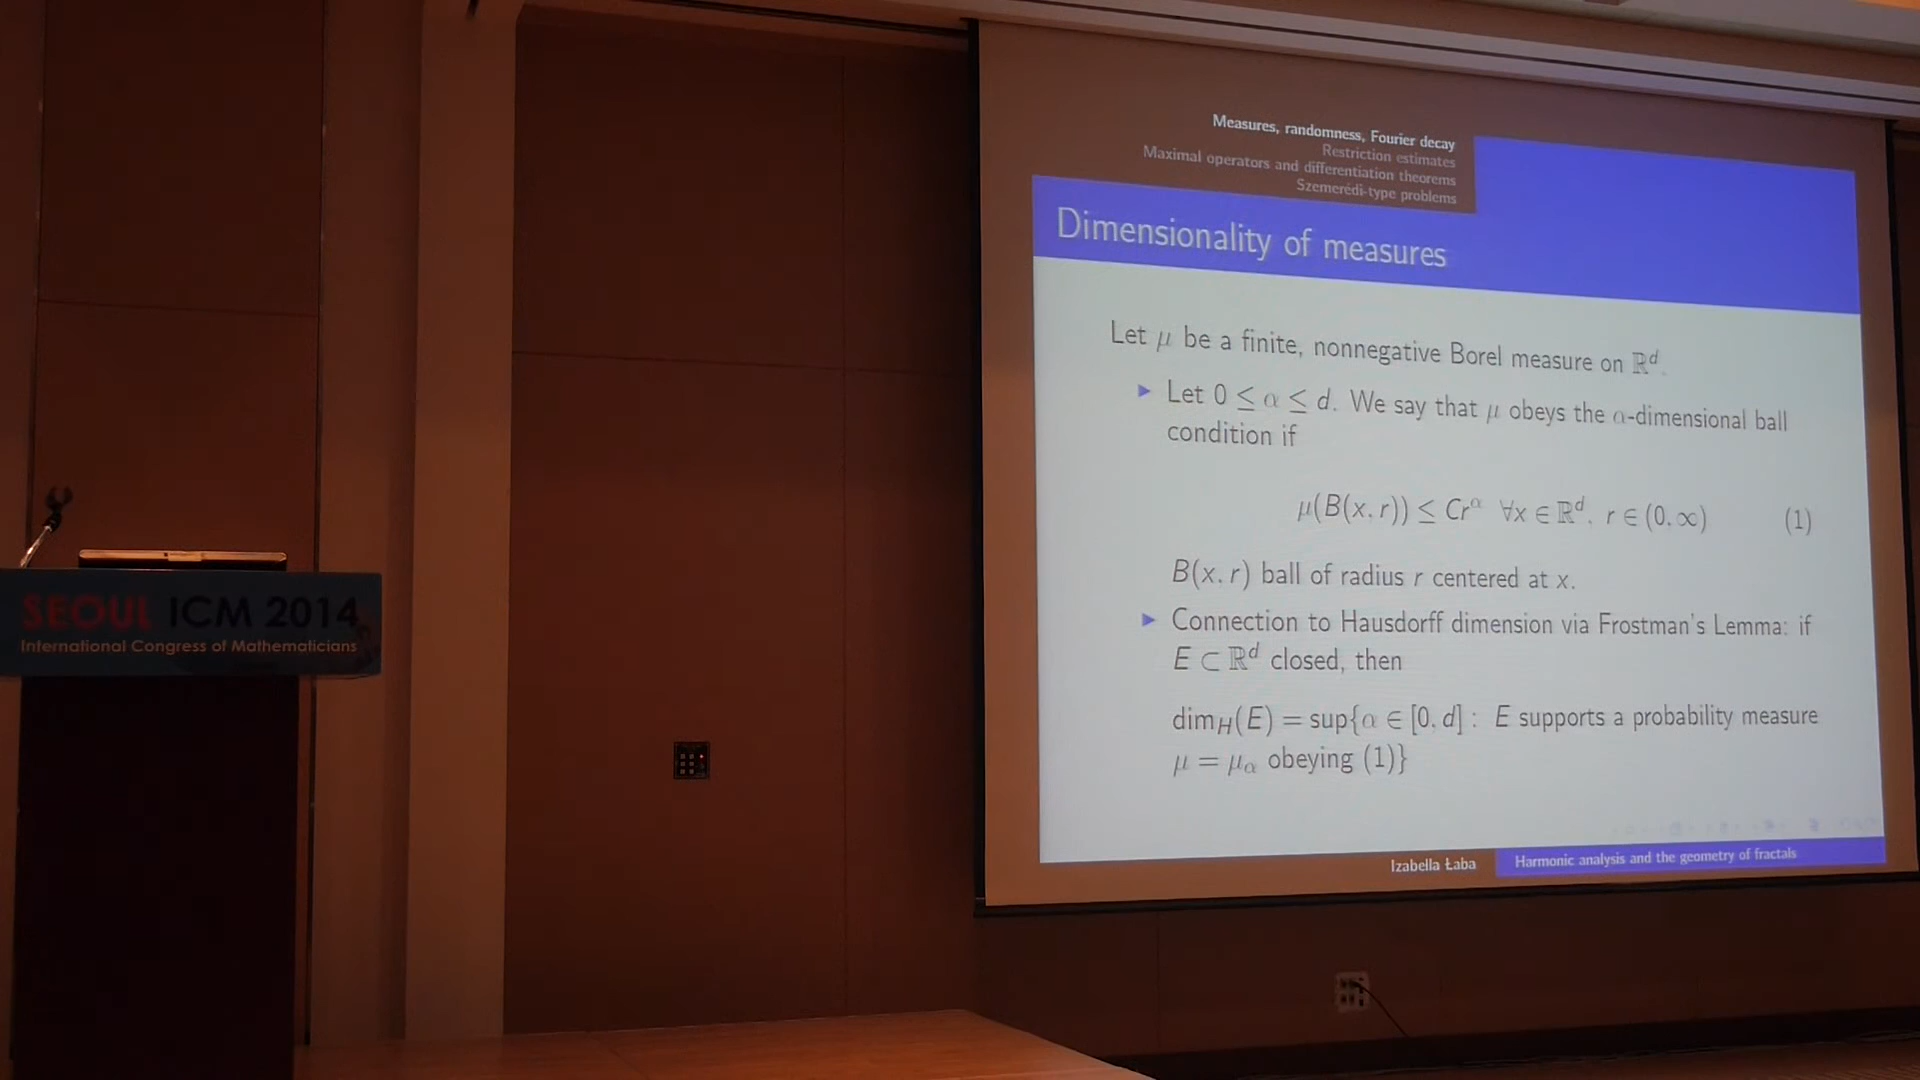 Measures, randomness, Fourier decay
Restriction estimates
Maximal operators and differentiation theorems
Szemerédi-type problems
Dimensionality of measures
Let μ be a finite, nonnegative Borel measure on ℝᵈ.
▶ Let 0 ≤ α ≤ d. We say that μ obeys the α-dimensional ball
condition if
μ(B(x, r)) ≤ Crᵅ ∀x ∈ ℝᵈ, r ∈ (0, ∞) (1)
B(x, r) ball of radius r centered at x.
▶ Connection to Hausdorff dimension via Frostman's Lemma: if
E ⊂ ℝᵈ closed, then
dim_H(E) = sup{α ∈ [0, d] : E supports a probability measure
μ = μ_α obeying (1)}
Izabella Łaba Harmonic analysis and the geometry of fractals
SEOUL ICM 2014
International Congress of Mathematicians